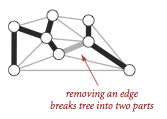 removing an edge
breaks tree into two parts